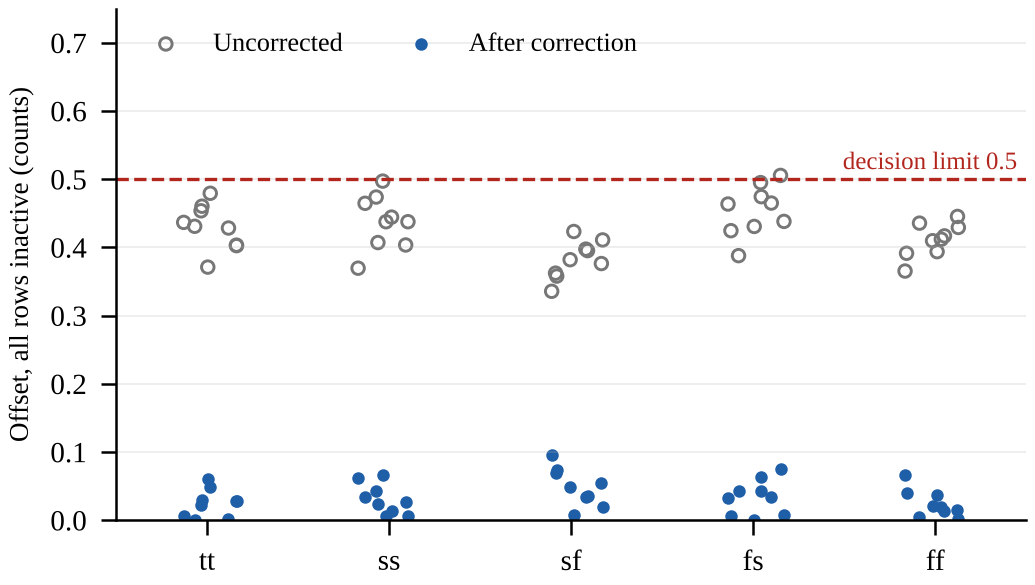 0.7
Uncorrected
After correction
0.6
decision limit 0.5
0.5
0.4
0.3
0.2
0.1
0.0
Offset, all rows inactive (counts)
tt
ss
sf
fs
ff